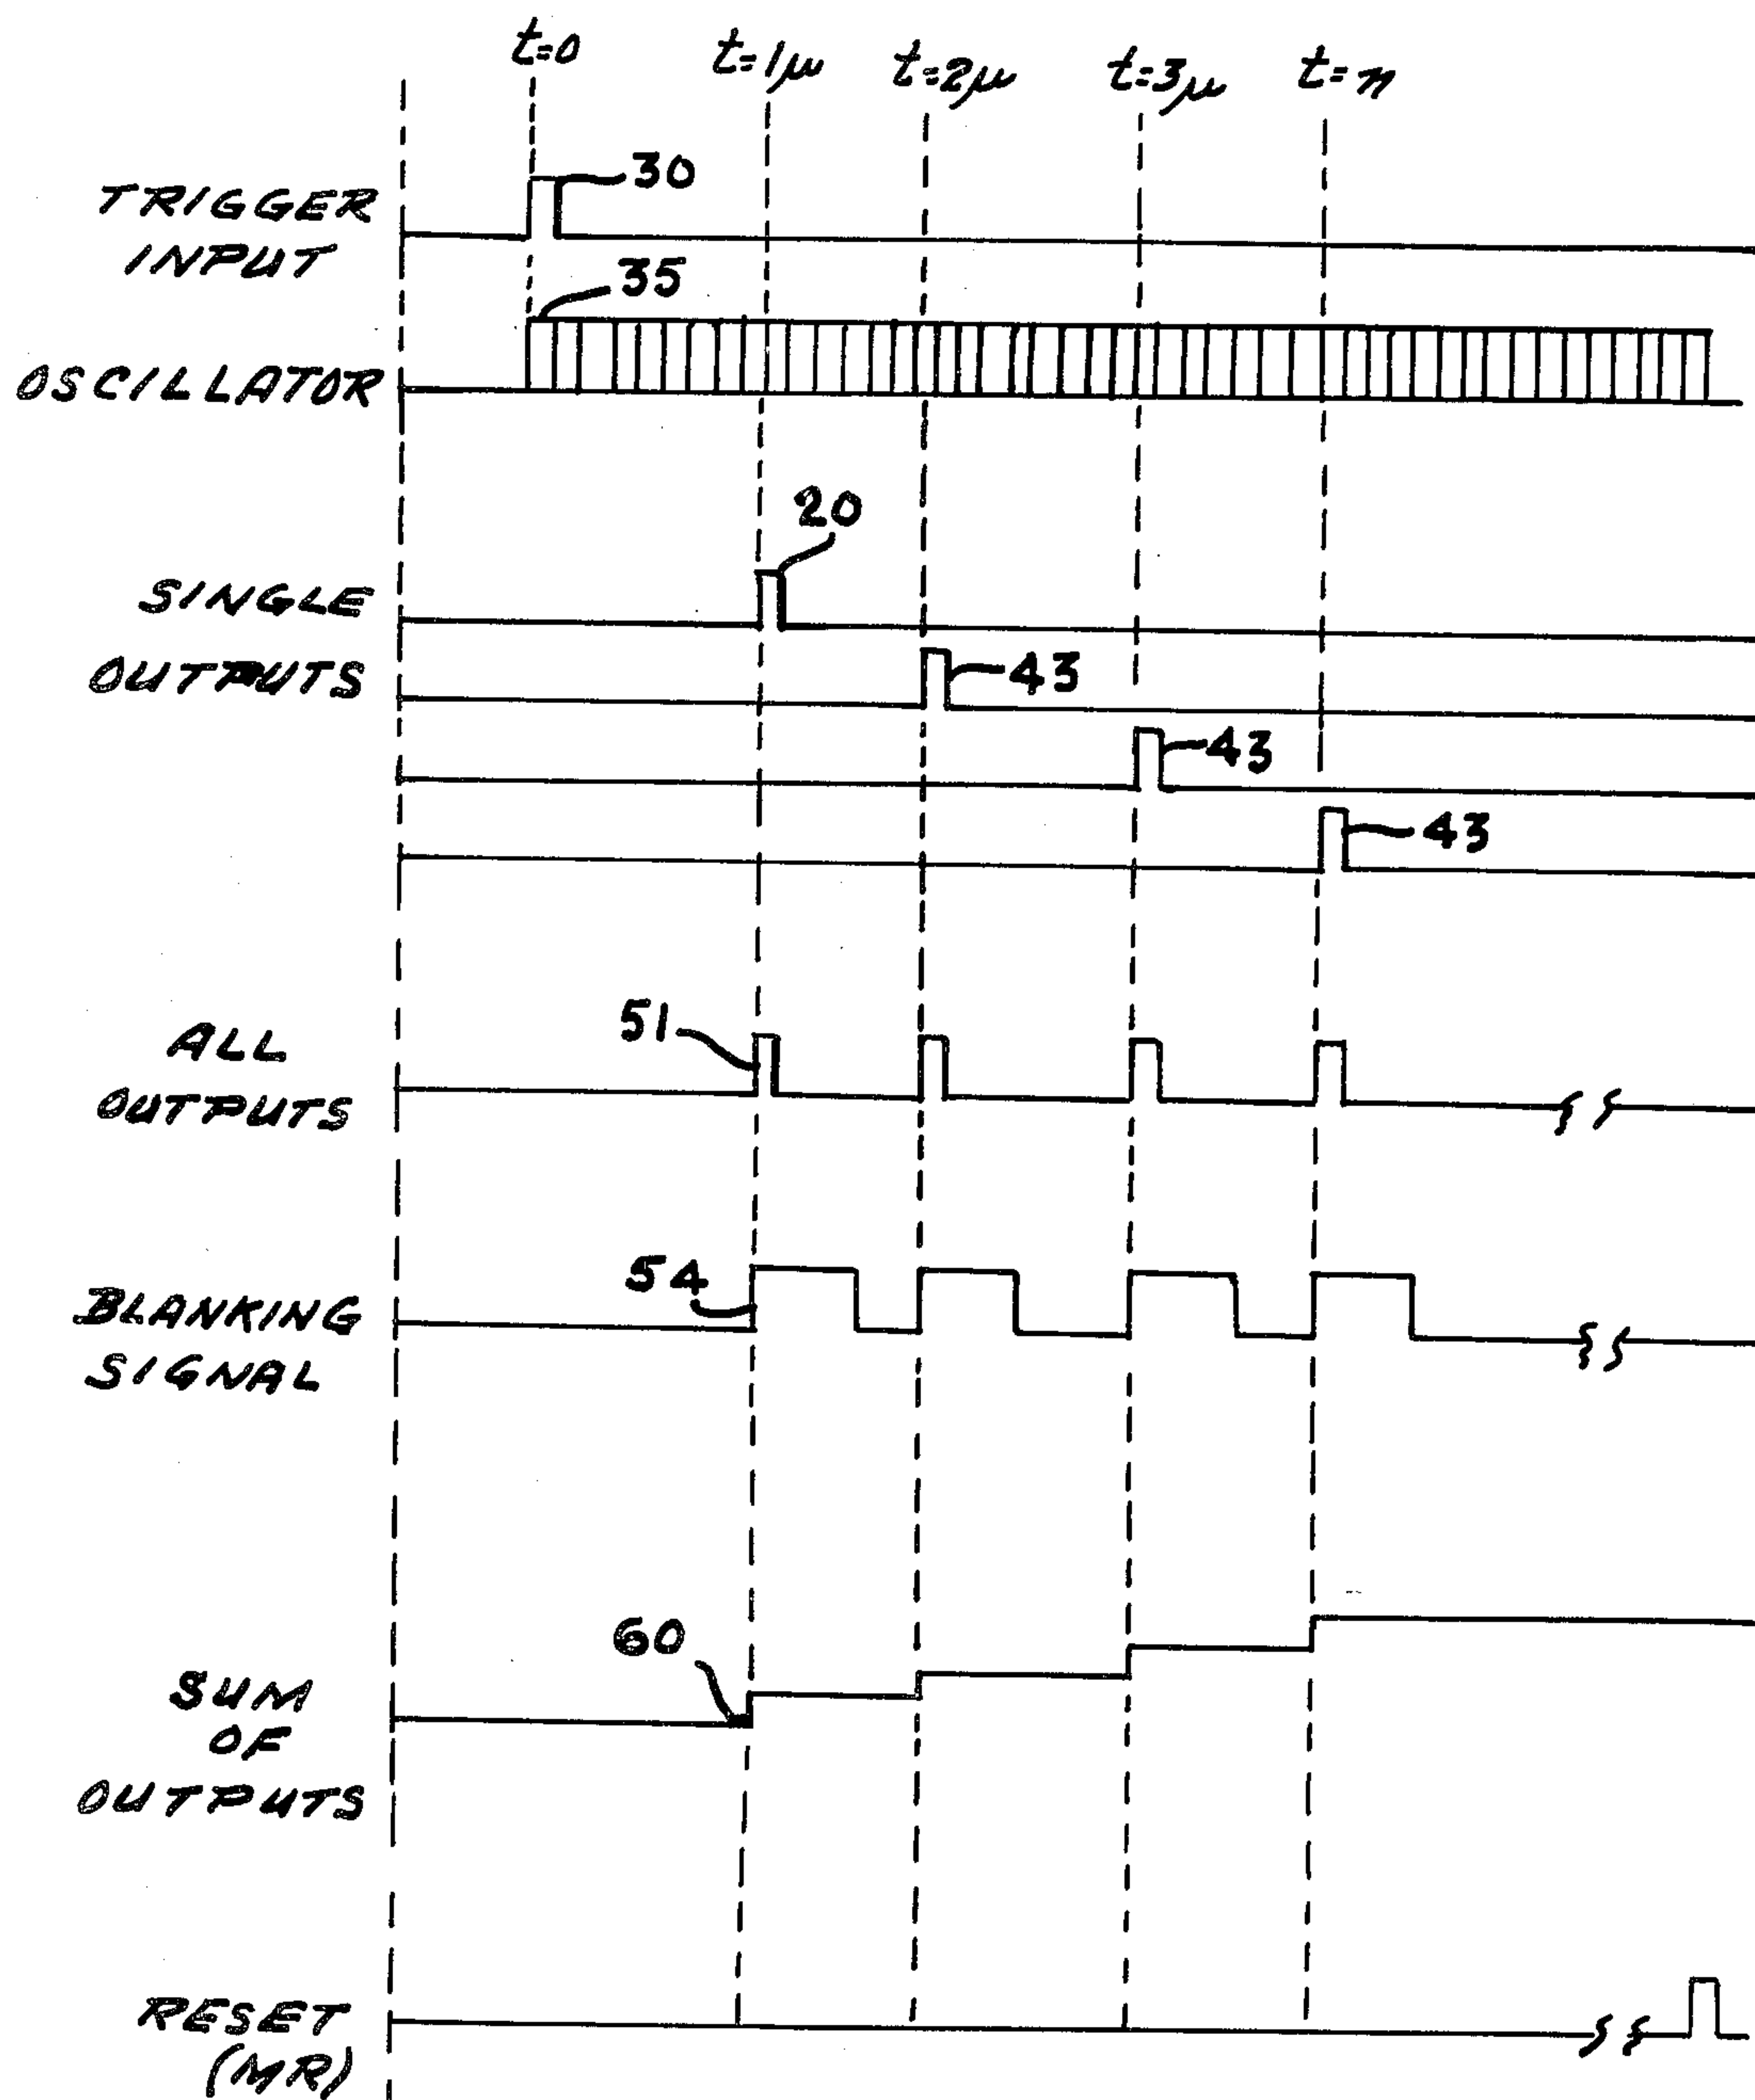 t=0 t=1μ t=2μ t=3μ t=n
30
TRIGGER
INPUT
35
OSCILLATOR
20
SINGLE
OUTPUTS
43
43
43
51
ALL
OUTPUTS
54
BLANKING
SIGNAL
60
SUM
OF
OUTPUTS
RESET
(MR)